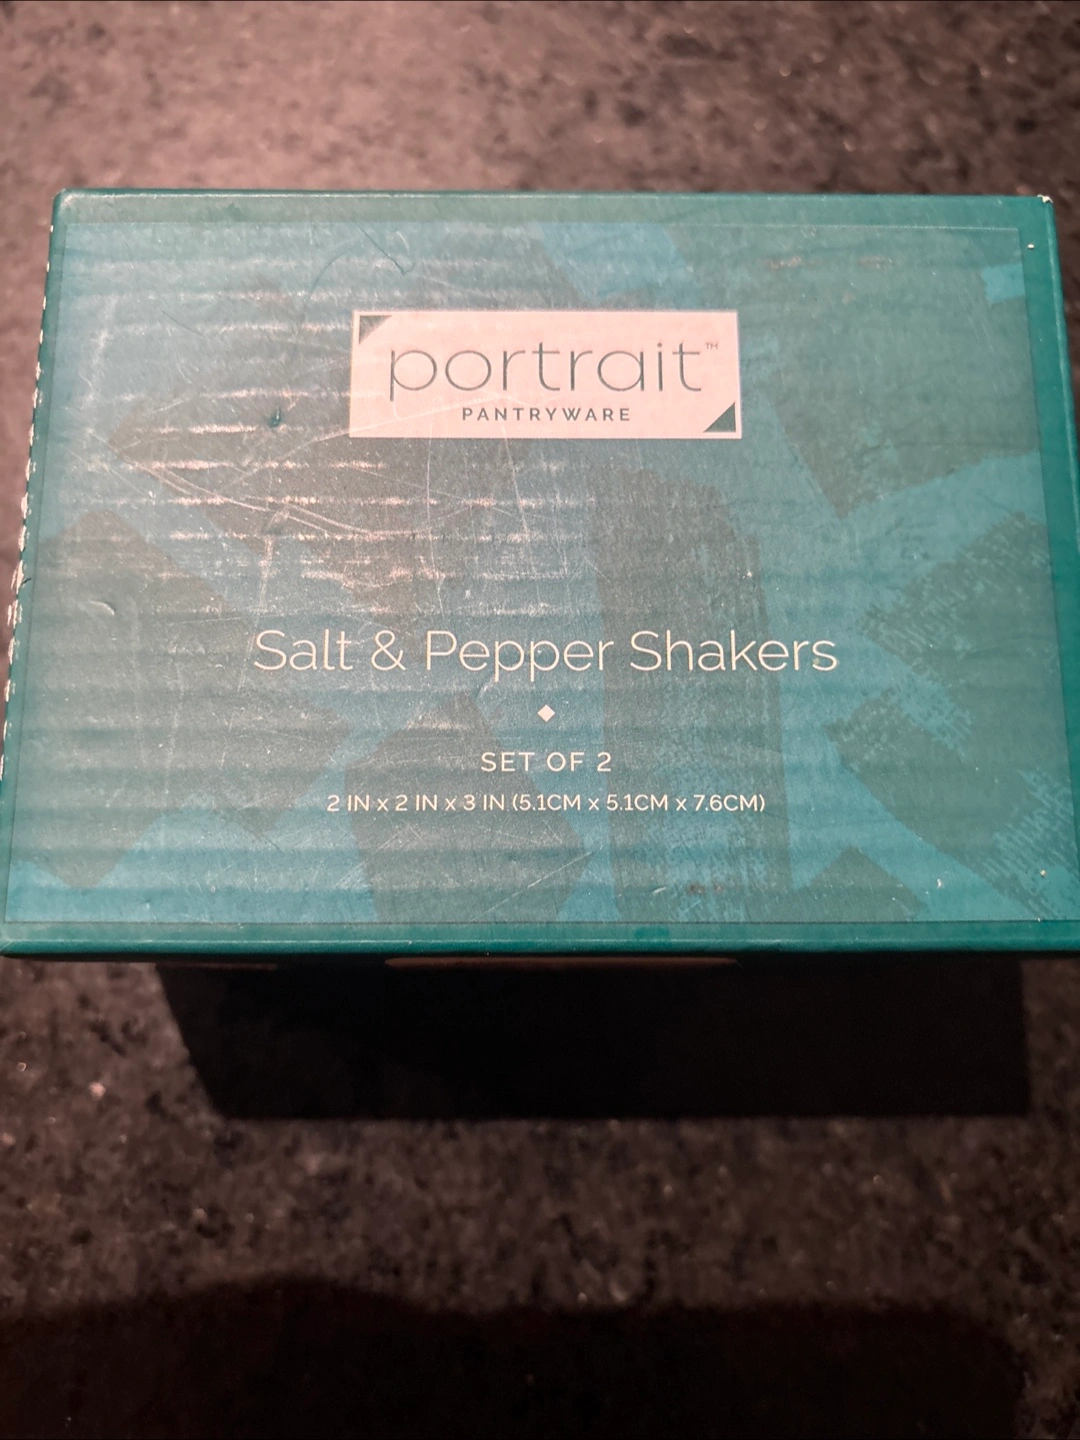 portrait™
PANTRYWARE
Salt & Pepper Shakers
SET OF 2
2 IN x 2 IN x 3 IN (5.1CM x 5.1CM x 7.6CM)